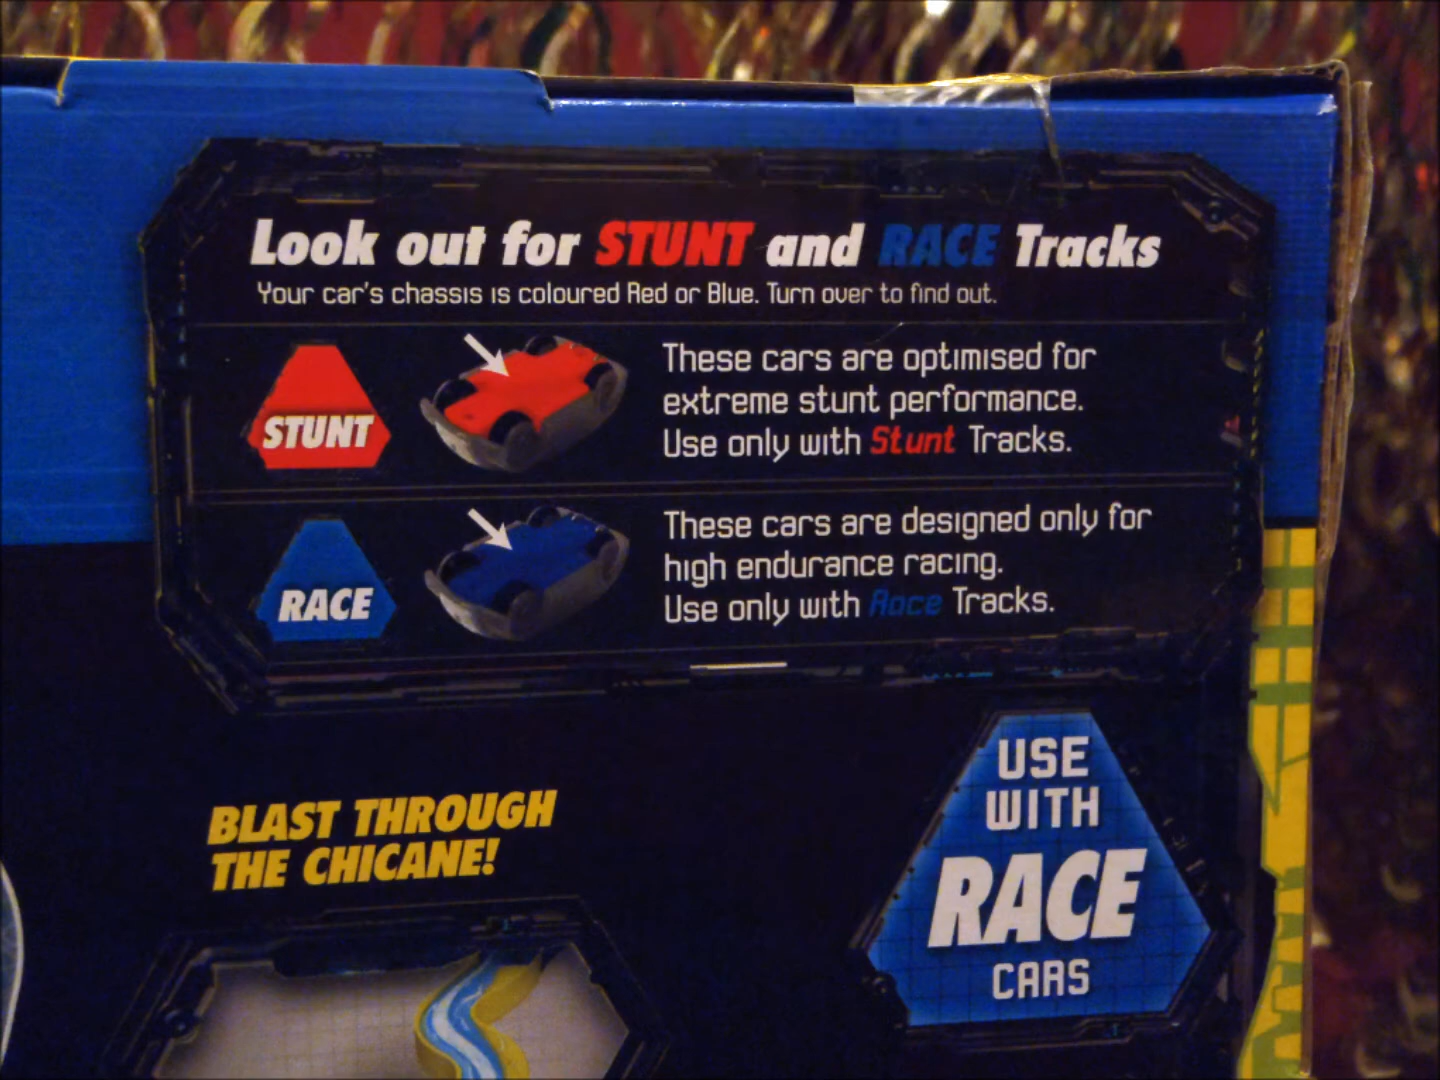 Look out for STUNT and RACE Tracks
Your car's chassis is coloured Red or Blue. Turn over to find out.
STUNT
These cars are optimised for
extreme stunt performance.
Use only with Stunt Tracks.
RACE
These cars are designed only for
high endurance racing.
Use only with Race Tracks.
BLAST THROUGH
THE CHICANE!
USE
WITH
RACE
CARS